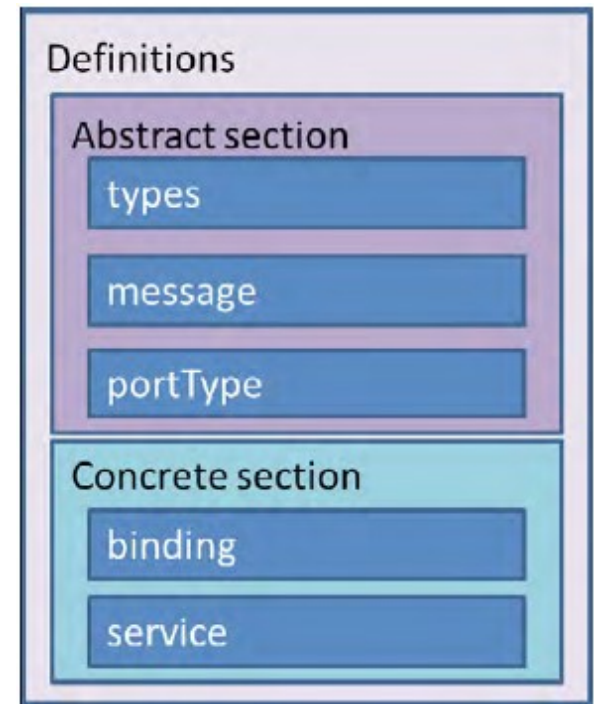 Definitions
Abstract section
types
message
portType
Concrete section
binding
service